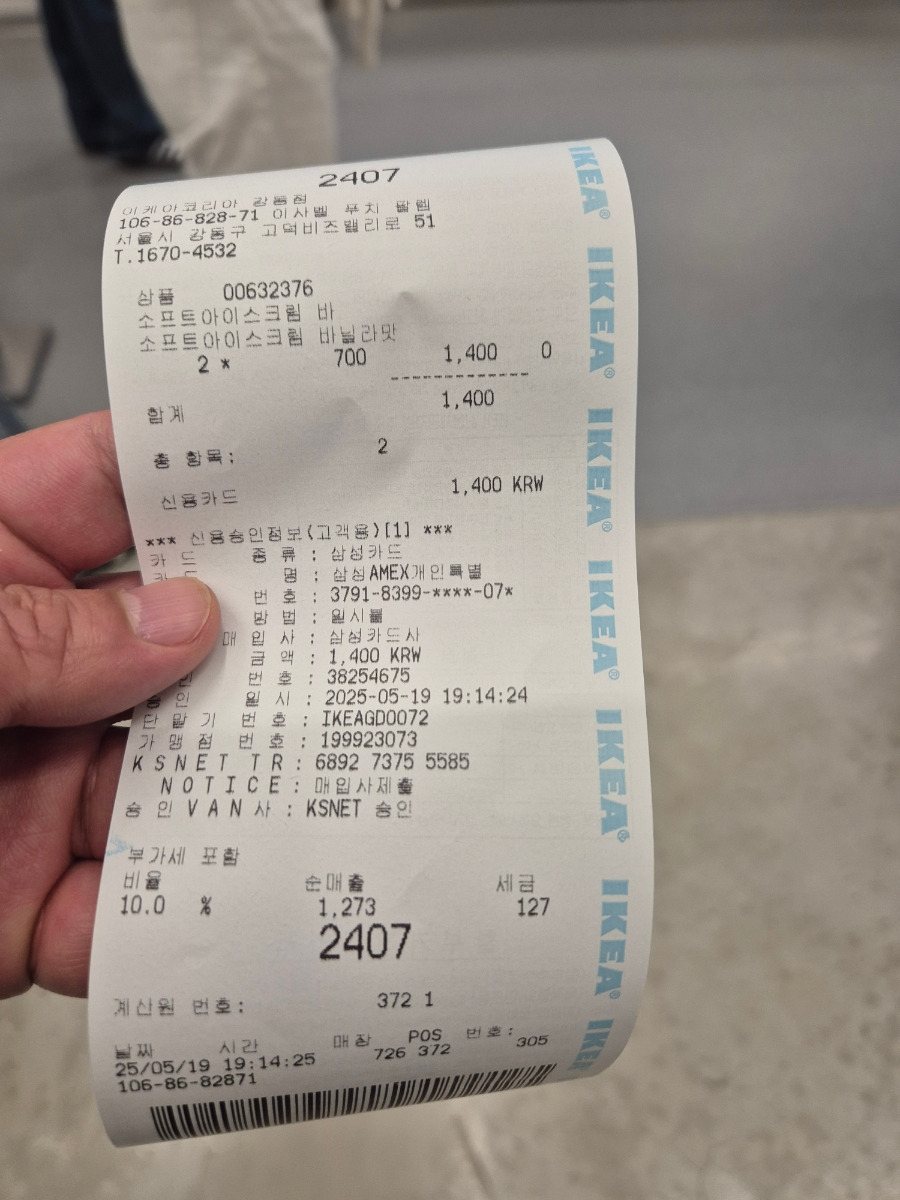 2407
이케아코리아 강동점
106-86-828-71 이사벨 푸치 팔렌
서울시 강동구 고덕비즈밸리로 51
T.1670-4532
상품 00632376
소프트아이스크림 바
소프트아이스크림 바닐라맛
2 * 700 1,400 0
--------------------
합계 1,400
총 항목: 2
신용카드 1,400 KRW
*** 신용승인정보(고객용)[1] ***
카 드 종 류 : 삼성카드
카 드 명 : 삼성AMEX개인특별
번 호 : 3791-8399-****-07*
방 법 : 일시불
매 입 사 : 삼성카드사
금 액 : 1,400 KRW
인 번 호 : 38254675
승 인 일 시 : 2025-05-19 19:14:24
단 말 기 번 호 : IKEAGD0072
가 맹 점 번 호 : 199923073
K S N E T T R : 6892 7375 5585
N O T I C E : 매입사제출
승 인 V A N 사 : KSNET 승인
부가세 포함
비율 순매출 세금
10.0 % 1,273 127
2407
계산원 번호: 372 1
날짜 시간 매장 POS 번호:
25/05/19 19:14:25 726 372 305
106-86-82871
IKEA®
IKEA®
IKEA®
IKEA®
IKEA®
IKEA®
IKEA